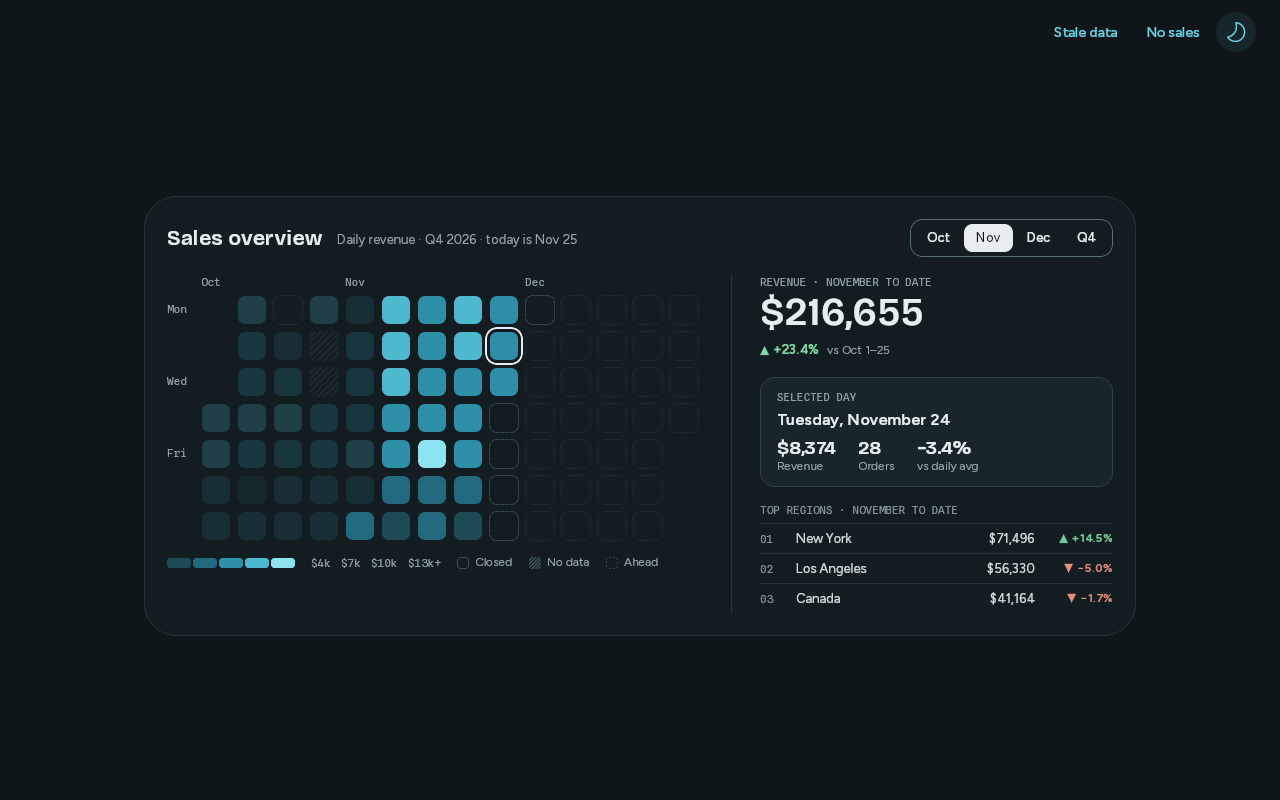 Stale data No sales
Sales overview Daily revenue · Q4 2026 · today is Nov 25
Oct Nov Dec Q4
Oct Nov Dec
Mon
Wed
Fri
$4k $7k $10k $13k+ Closed No data Ahead
REVENUE · NOVEMBER TO DATE
$216,655
▲ +23.4% vs Oct 1–25
SELECTED DAY
Tuesday, November 24
$8,374 28 −3.4%
Revenue Orders vs daily avg
TOP REGIONS · NOVEMBER TO DATE
01 New York $71,496 ▲ +14.5%
02 Los Angeles $56,330 ▼ −5.0%
03 Canada $41,164 ▼ −1.7%